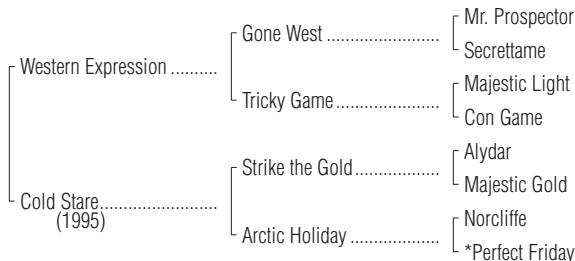 Mr. Prospector
Gone West ....................
Secrettame
Western Expression ..........
Majestic Light
Tricky Game ..................
Con Game
Alydar
Strike the Gold ...............
Majestic Gold
Cold Stare.....................
(1995)
Norcliffe
Arctic Holiday ................
*Perfect Friday